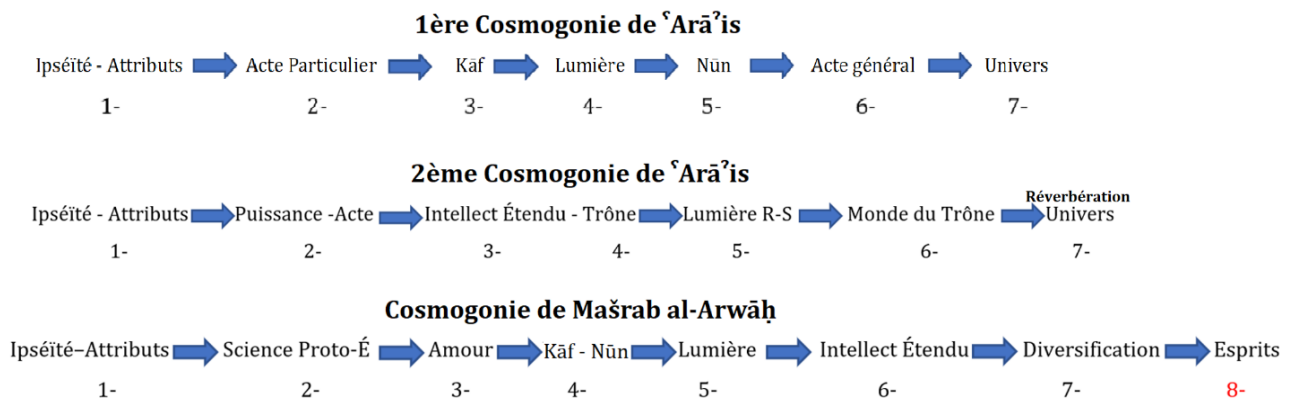 1ère Cosmogonie de ˤArāˀis
Ipséïté - Attributs Acte Particulier Kāf Lumière Nūn Acte général Univers
1- 2- 3- 4- 5- 6- 7-
2ème Cosmogonie de ˤArāˀis
Réverbération
Ipséïté - Attributs Puissance -Acte Intellect Étendu - Trône Lumière R-S Monde du Trône Univers
1- 2- 3- 4- 5- 6- 7-
Cosmogonie de Mašrab al-Arwāḥ
Ipséïté–Attributs Science Proto-É Amour Kāf - Nūn Lumière Intellect Étendu Diversification Esprits
1- 2- 3- 4- 5- 6- 7- 8-